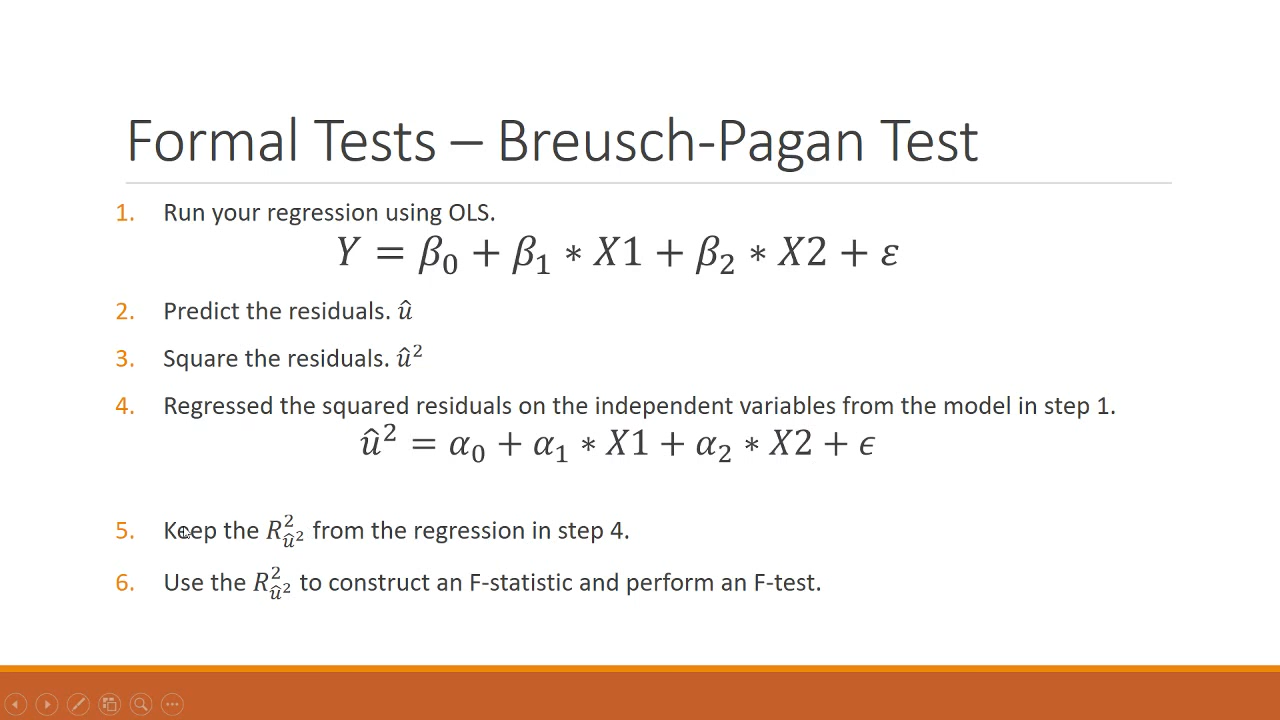 Formal Tests – Breusch-Pagan Test
1. Run your regression using OLS.
Y = β₀ + β₁ ∗ X1 + β₂ ∗ X2 + ε
2. Predict the residuals. û
3. Square the residuals. û²
4. Regressed the squared residuals on the independent variables from the model in step 1.
û² = α₀ + α₁ ∗ X1 + α₂ ∗ X2 + ϵ
5. Keep the R²_û² from the regression in step 4.
6. Use the R²_û² to construct an F-statistic and perform an F-test.